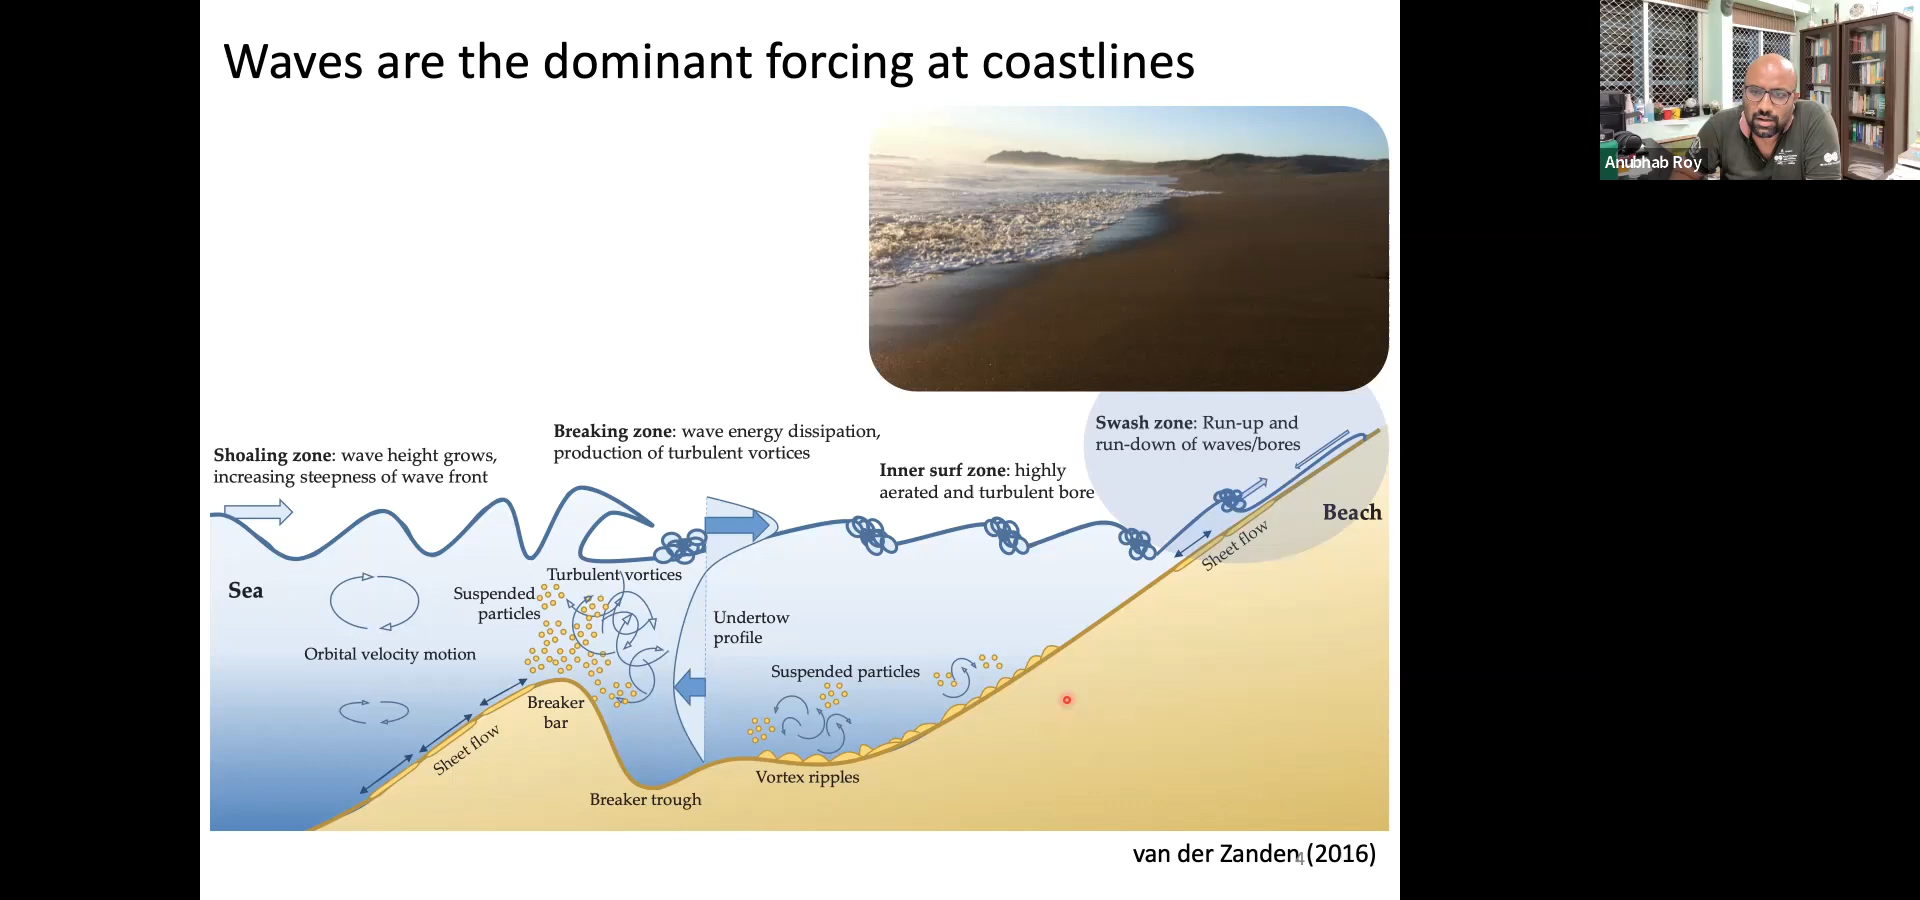 Waves are the dominant forcing at coastlines
Anubhab Roy
Shoaling zone: wave height grows,
increasing steepness of wave front
Breaking zone: wave energy dissipation,
production of turbulent vortices
Inner surf zone: highly
aerated and turbulent bore
Swash zone: Run-up and
run-down of waves/bores
Beach
Sheet flow
Sea
Turbulent vortices
Suspended
particles
Undertow
profile
Orbital velocity motion
Suspended particles
Breaker
bar
Sheet flow
Vortex ripples
Breaker trough
van der Zanden (2016)
4